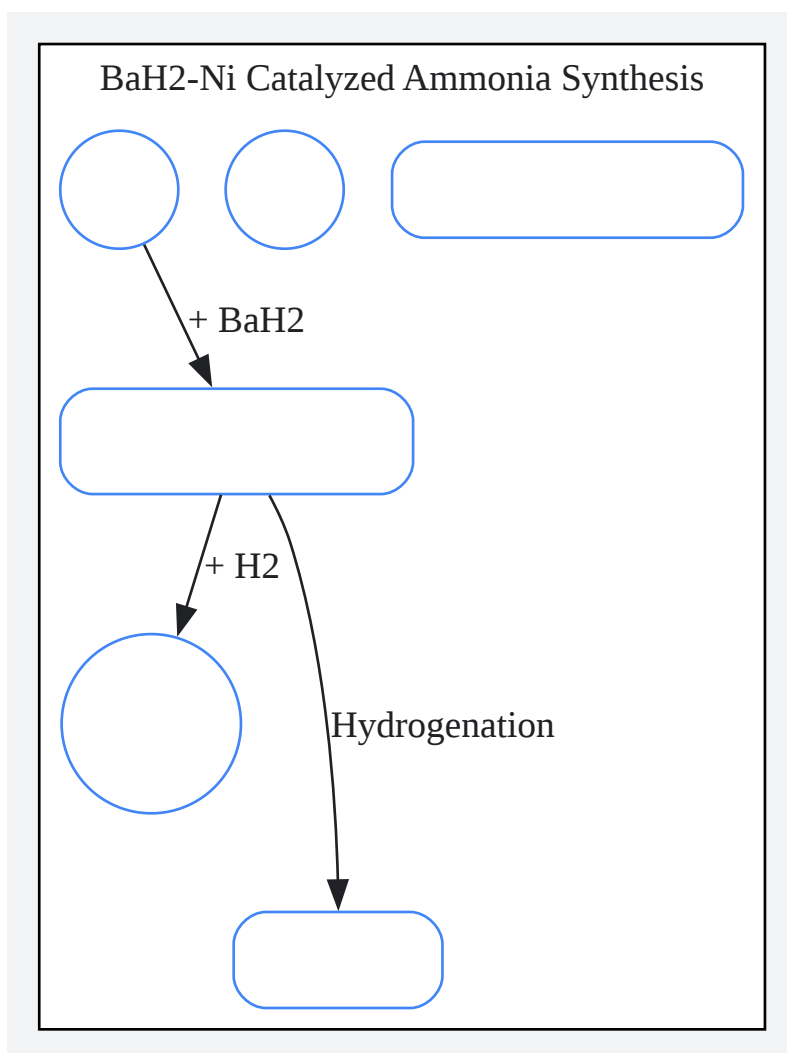 BaH2-Ni Catalyzed Ammonia Synthesis
+ BaH2
+ H2
Hydrogenation